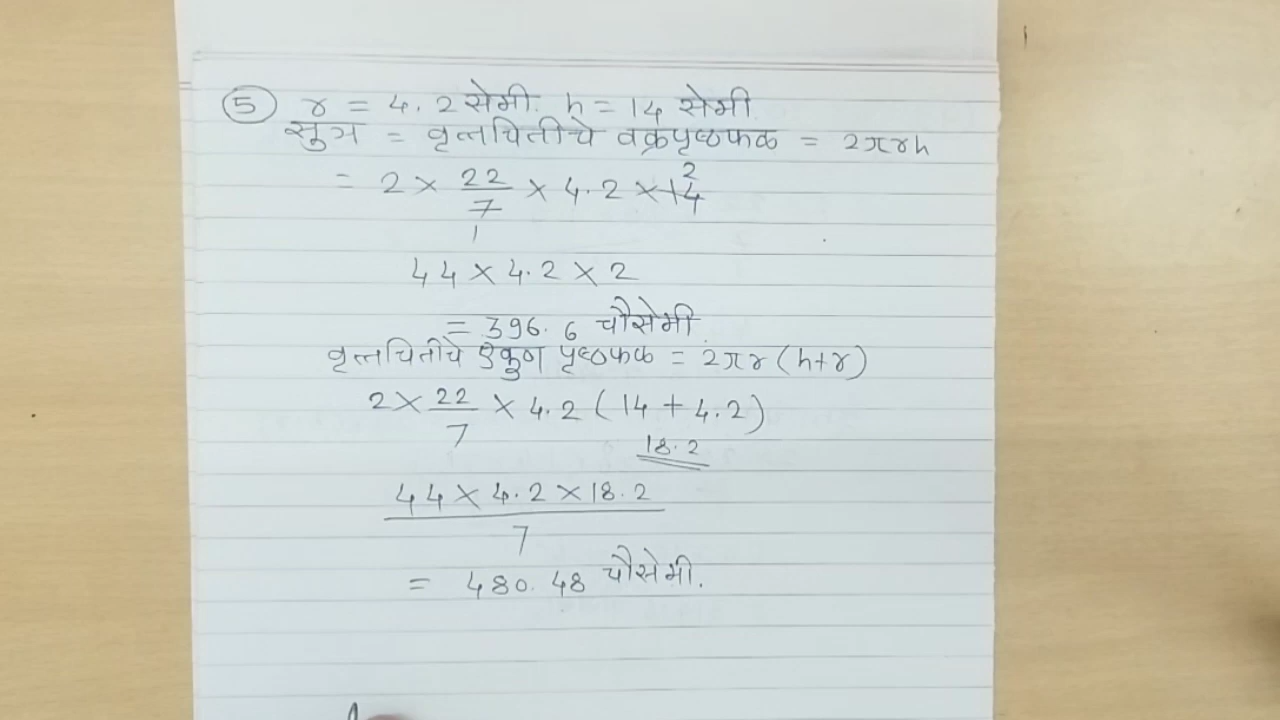 5 r = 4.2 सेमी. h = 14 सेमी
सुत्र = वृत्तचितीचे वक्रपृष्ठफळ = 2πrh
= 2 × 22/7 × 4.2 × 14 2
1
44 × 4.2 × 2
= 396.6 चौसेमी.
वृत्तचितीचे एकुण पृष्ठफळ = 2πr (h+r)
2 × 22/7 × 4.2 (14 + 4.2)
18.2
44 × 4.2 × 18.2
7
= 480.48 चौसेमी.